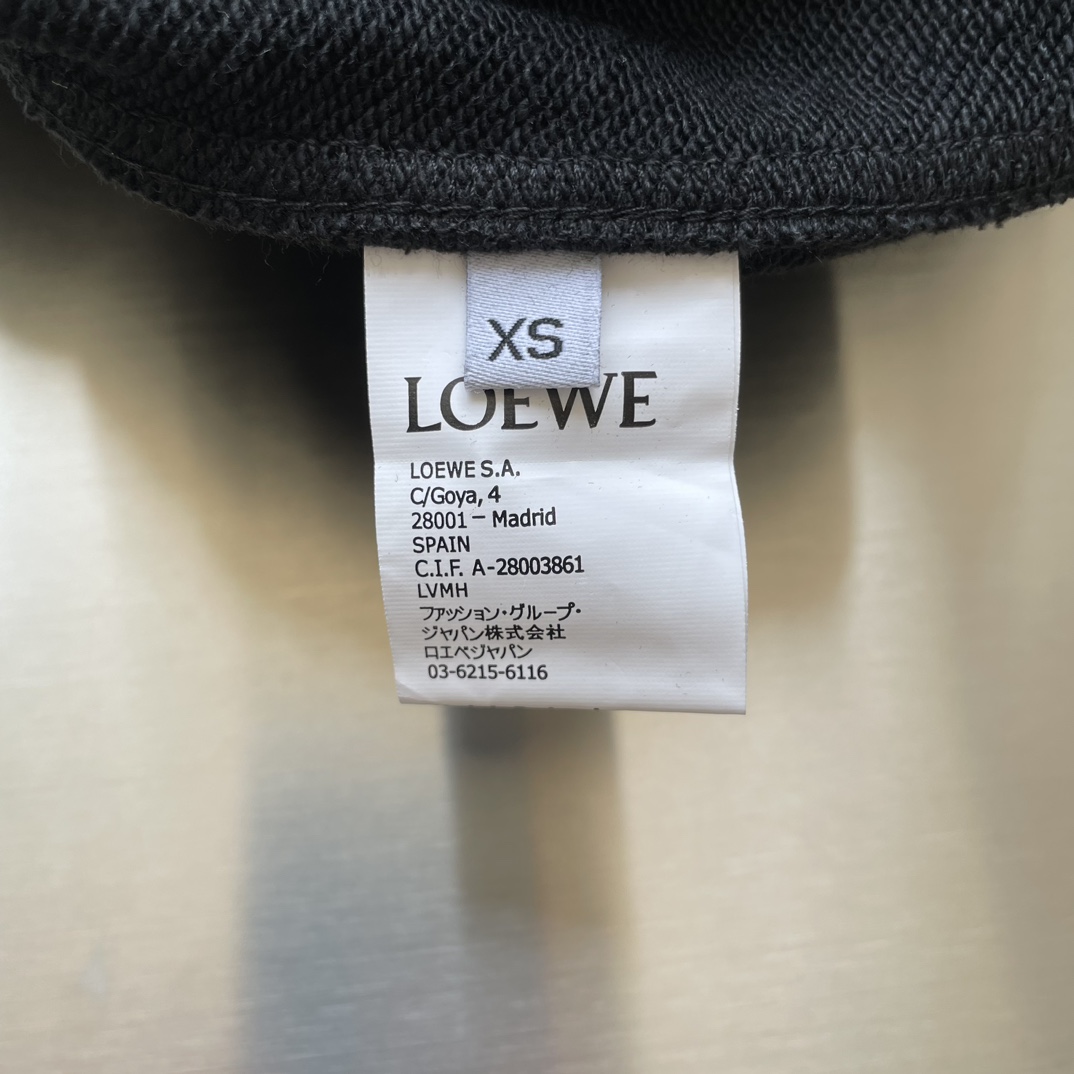 XS
LOEWE
LOEWE S.A.
C/Goya, 4
28001 – Madrid
SPAIN
C.I.F. A-28003861
LVMH
ファッション・グループ・
ジャパン株式会社
ロエベジャパン
03-6215-6116